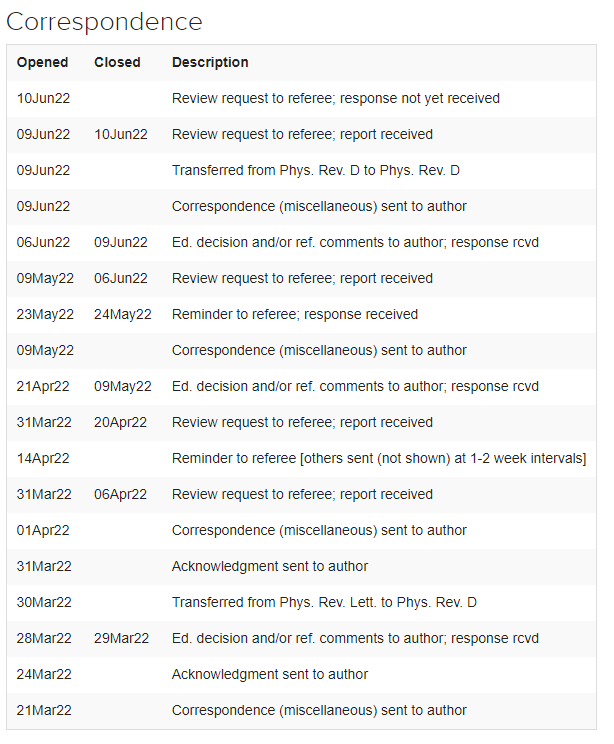 Correspondence
Opened Closed Description
10Jun22 Review request to referee; response not yet received
09Jun22 10Jun22 Review request to referee; report received
09Jun22 Transferred from Phys. Rev. D to Phys. Rev. D
09Jun22 Correspondence (miscellaneous) sent to author
06Jun22 09Jun22 Ed. decision and/or ref. comments to author; response rcvd
09May22 06Jun22 Review request to referee; report received
23May22 24May22 Reminder to referee; response received
09May22 Correspondence (miscellaneous) sent to author
21Apr22 09May22 Ed. decision and/or ref. comments to author; response rcvd
31Mar22 20Apr22 Review request to referee; report received
14Apr22 Reminder to referee [others sent (not shown) at 1-2 week intervals]
31Mar22 06Apr22 Review request to referee; report received
01Apr22 Correspondence (miscellaneous) sent to author
31Mar22 Acknowledgment sent to author
30Mar22 Transferred from Phys. Rev. Lett. to Phys. Rev. D
28Mar22 29Mar22 Ed. decision and/or ref. comments to author; response rcvd
24Mar22 Acknowledgment sent to author
21Mar22 Correspondence (miscellaneous) sent to author